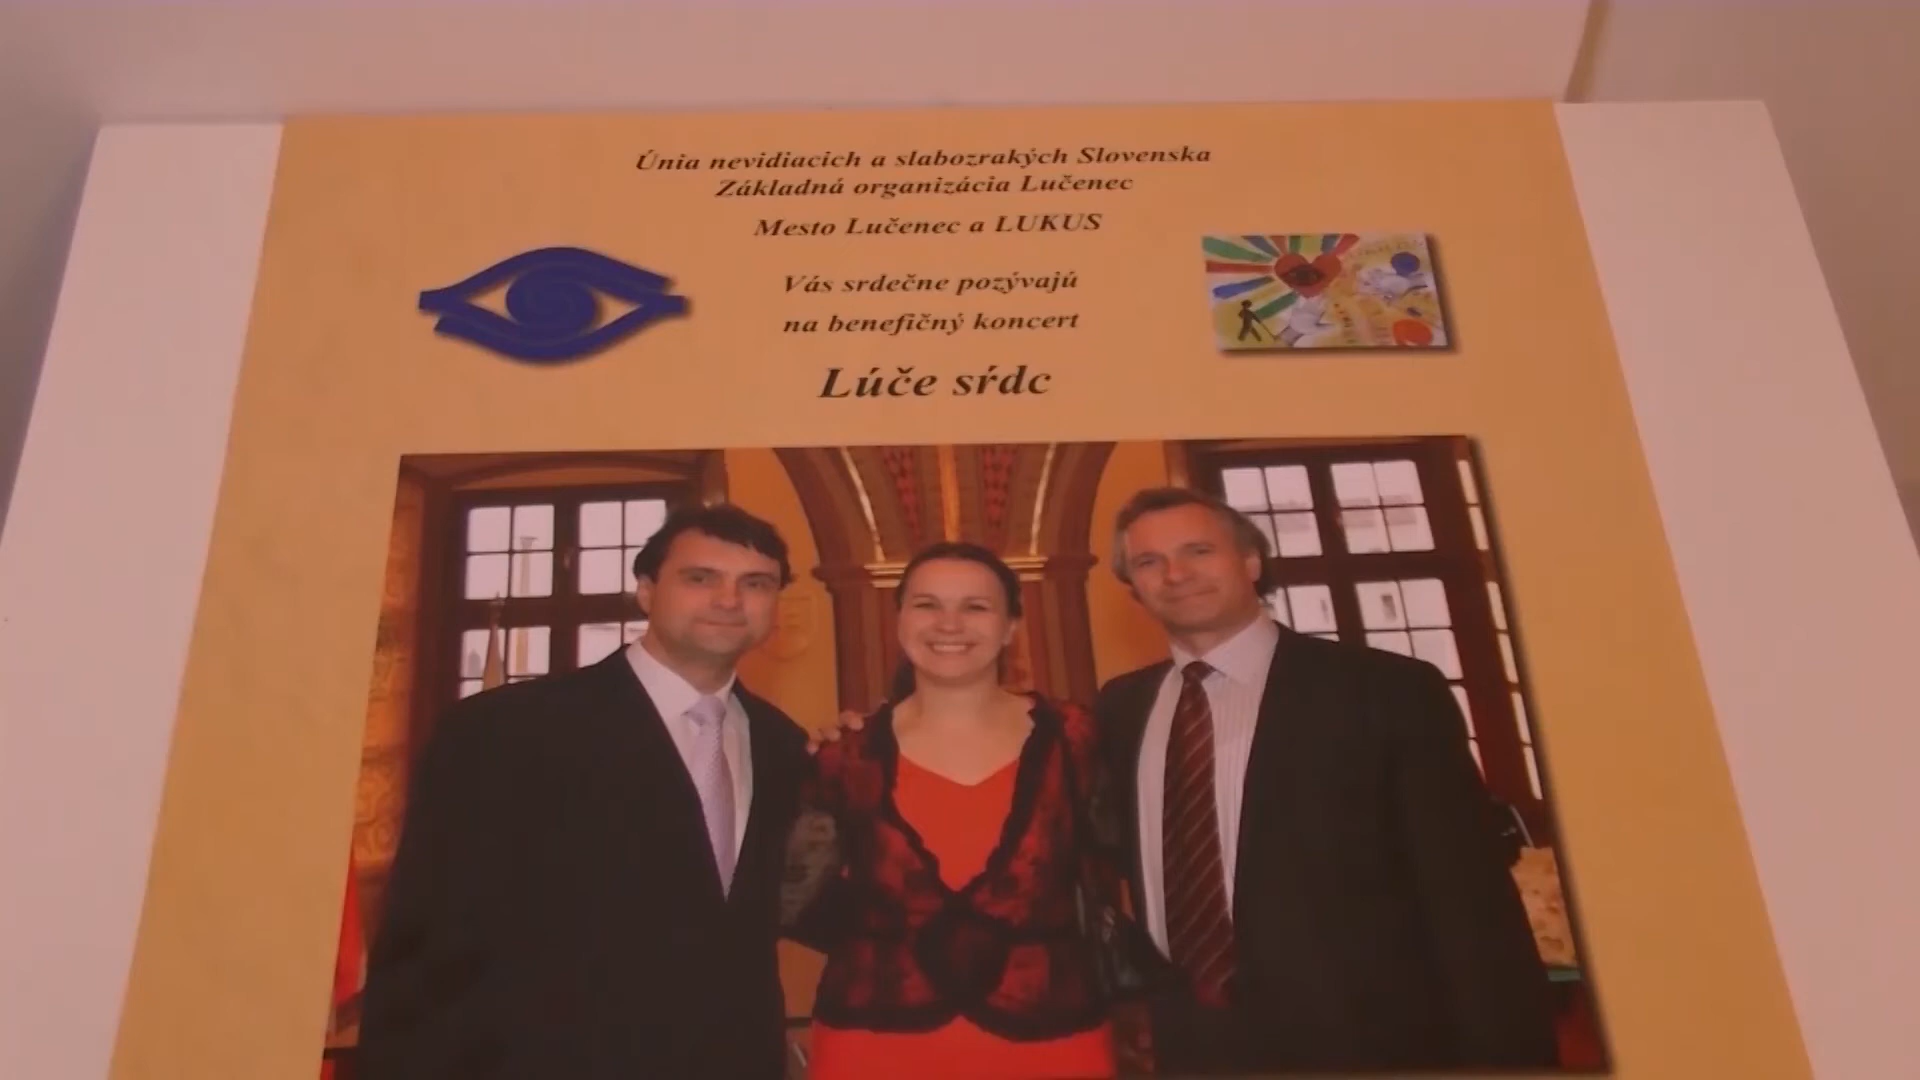 Únia nevidiacich a slabozrakých Slovenska
Základná organizácia Lučenec
Mesto Lučenec a LUKUS
Vás srdečne pozývajú
na benefičný koncert
Lúče sŕdc